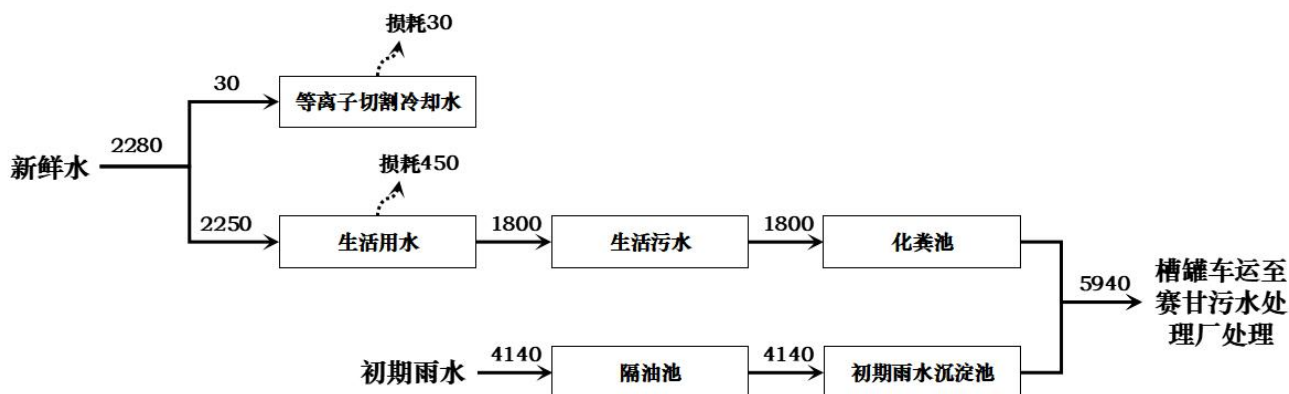 损耗30
30
等离子切割冷却水
2280
新鲜水
损耗450
2250
生活用水
1800
生活污水
1800
化粪池
5940
槽罐车运至
赛甘污水处
理厂处理
初期雨水
4140
隔油池
4140
初期雨水沉淀池